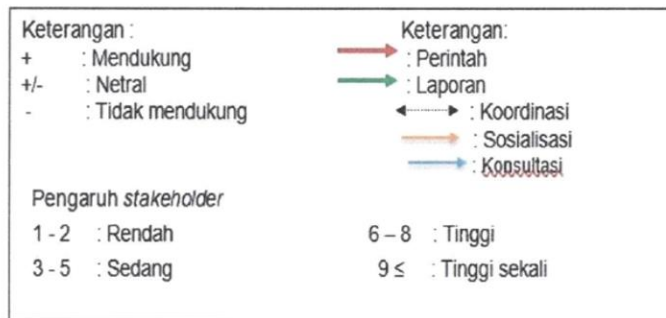 Keterangan :
+ : Mendukung
+/- : Netral
- : Tidak mendukung
Keterangan:
: Perintah
: Laporan
: Koordinasi
: Sosialisasi
: Konsultasi
Pengaruh stakeholder
1 - 2 : Rendah
3 - 5 : Sedang
6 – 8 : Tinggi
9 ≤ : Tinggi sekali